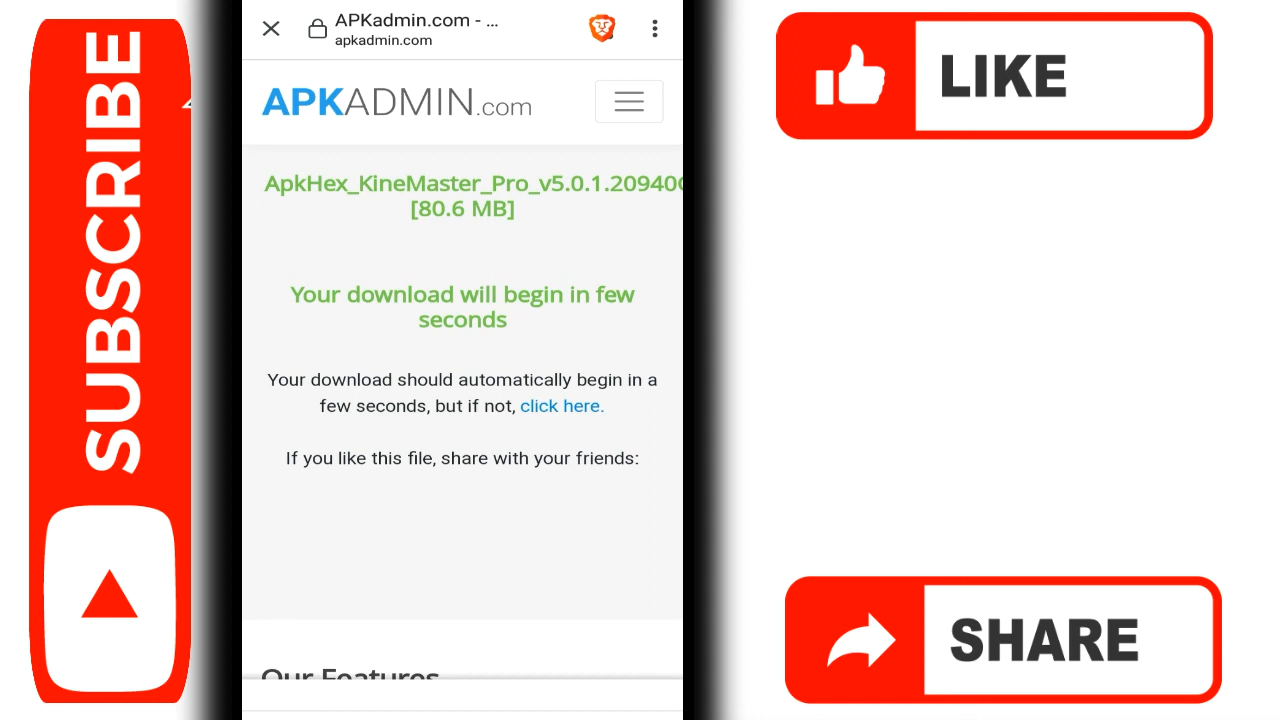 SUBSCRIBE
APKadmin.com - ...
apkadmin.com
APKADMIN.com
ApkHex_KineMaster_Pro_v5.0.1.20940
[80.6 MB]
Your download will begin in few
seconds
Your download should automatically begin in a
few seconds, but if not, click here.
If you like this file, share with your friends:
Our Features
LIKE
SHARE